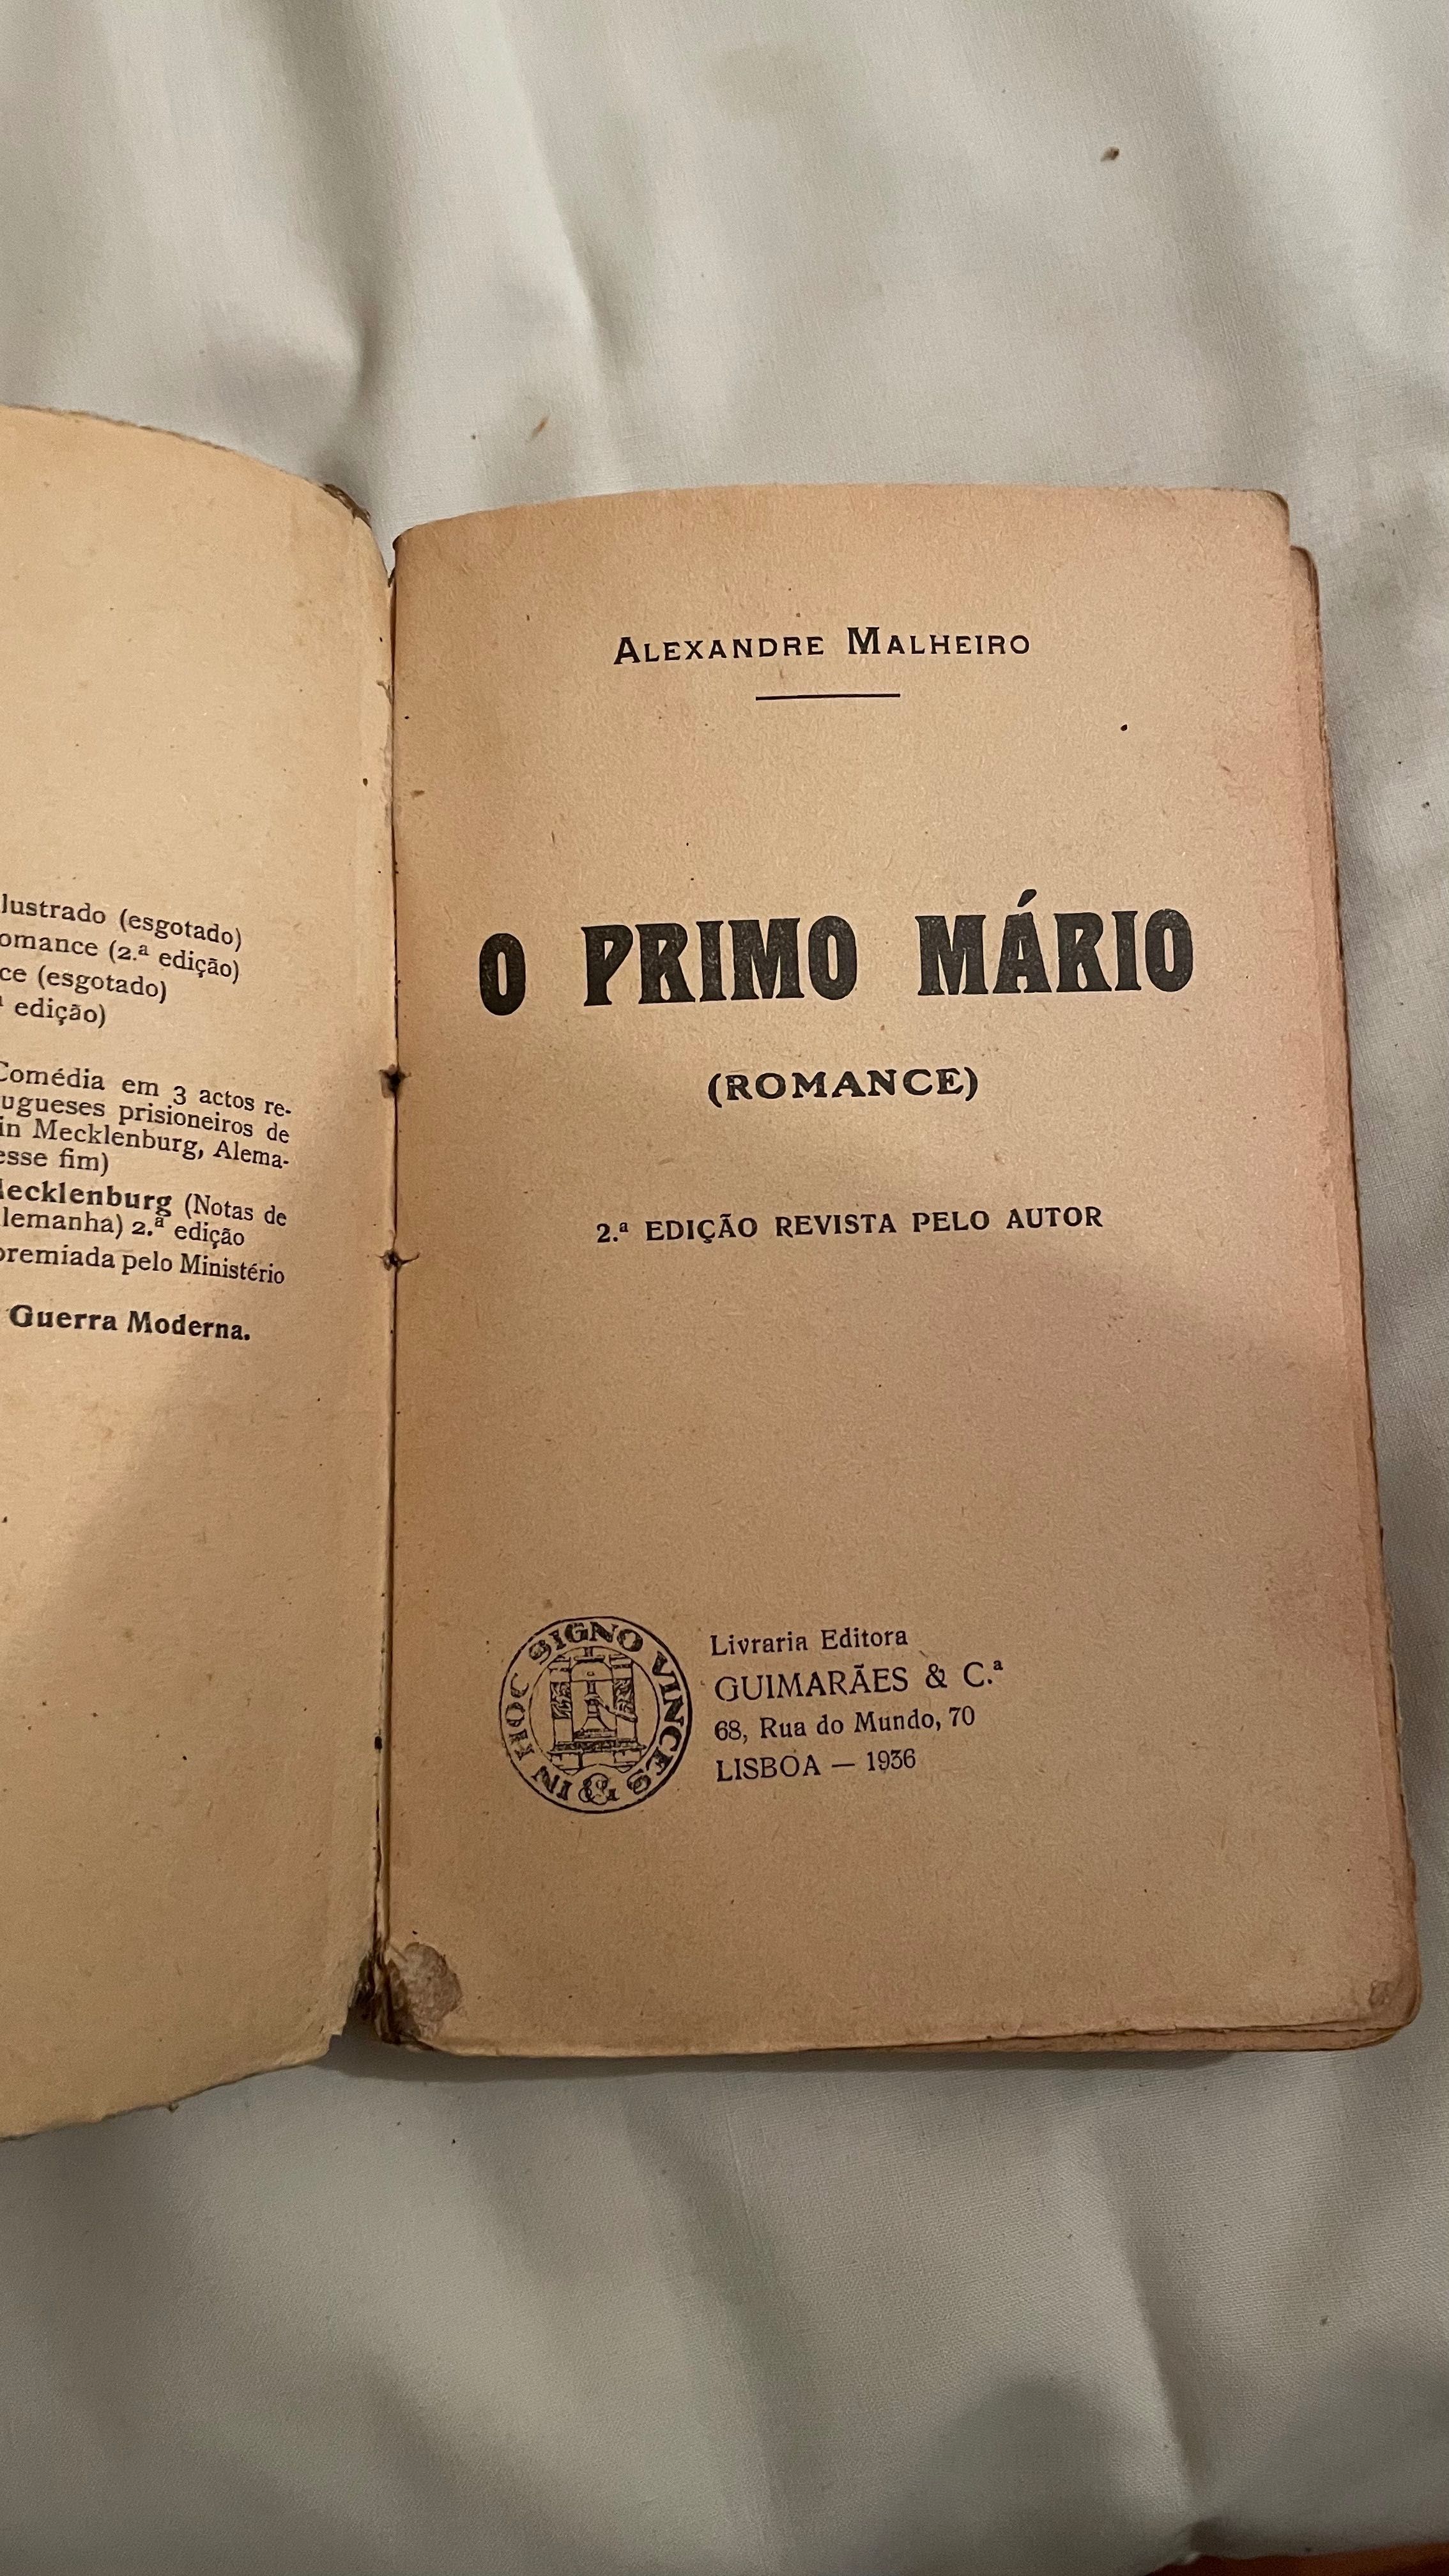 lustrado (esgotado)
omance (2.ª edição)
ce (esgotado)
ª edição)
Comédia em 3 actos re-
ugueses prisioneiros de
in Mecklenburg, Alema-
esse fim)
Mecklenburg (Notas de
lemanha) 2.ª edição
premiada pelo Ministério
Guerra Moderna.
ALEXANDRE MALHEIRO
O PRIMO MÁRIO
(ROMANCE)
2.ª EDIÇÃO REVISTA PELO AUTOR
IN HOC SIGNO VINCES
Livraria Editora
GUIMARÃES & C.ª
68, Rua do Mundo, 70
LISBOA — 1936